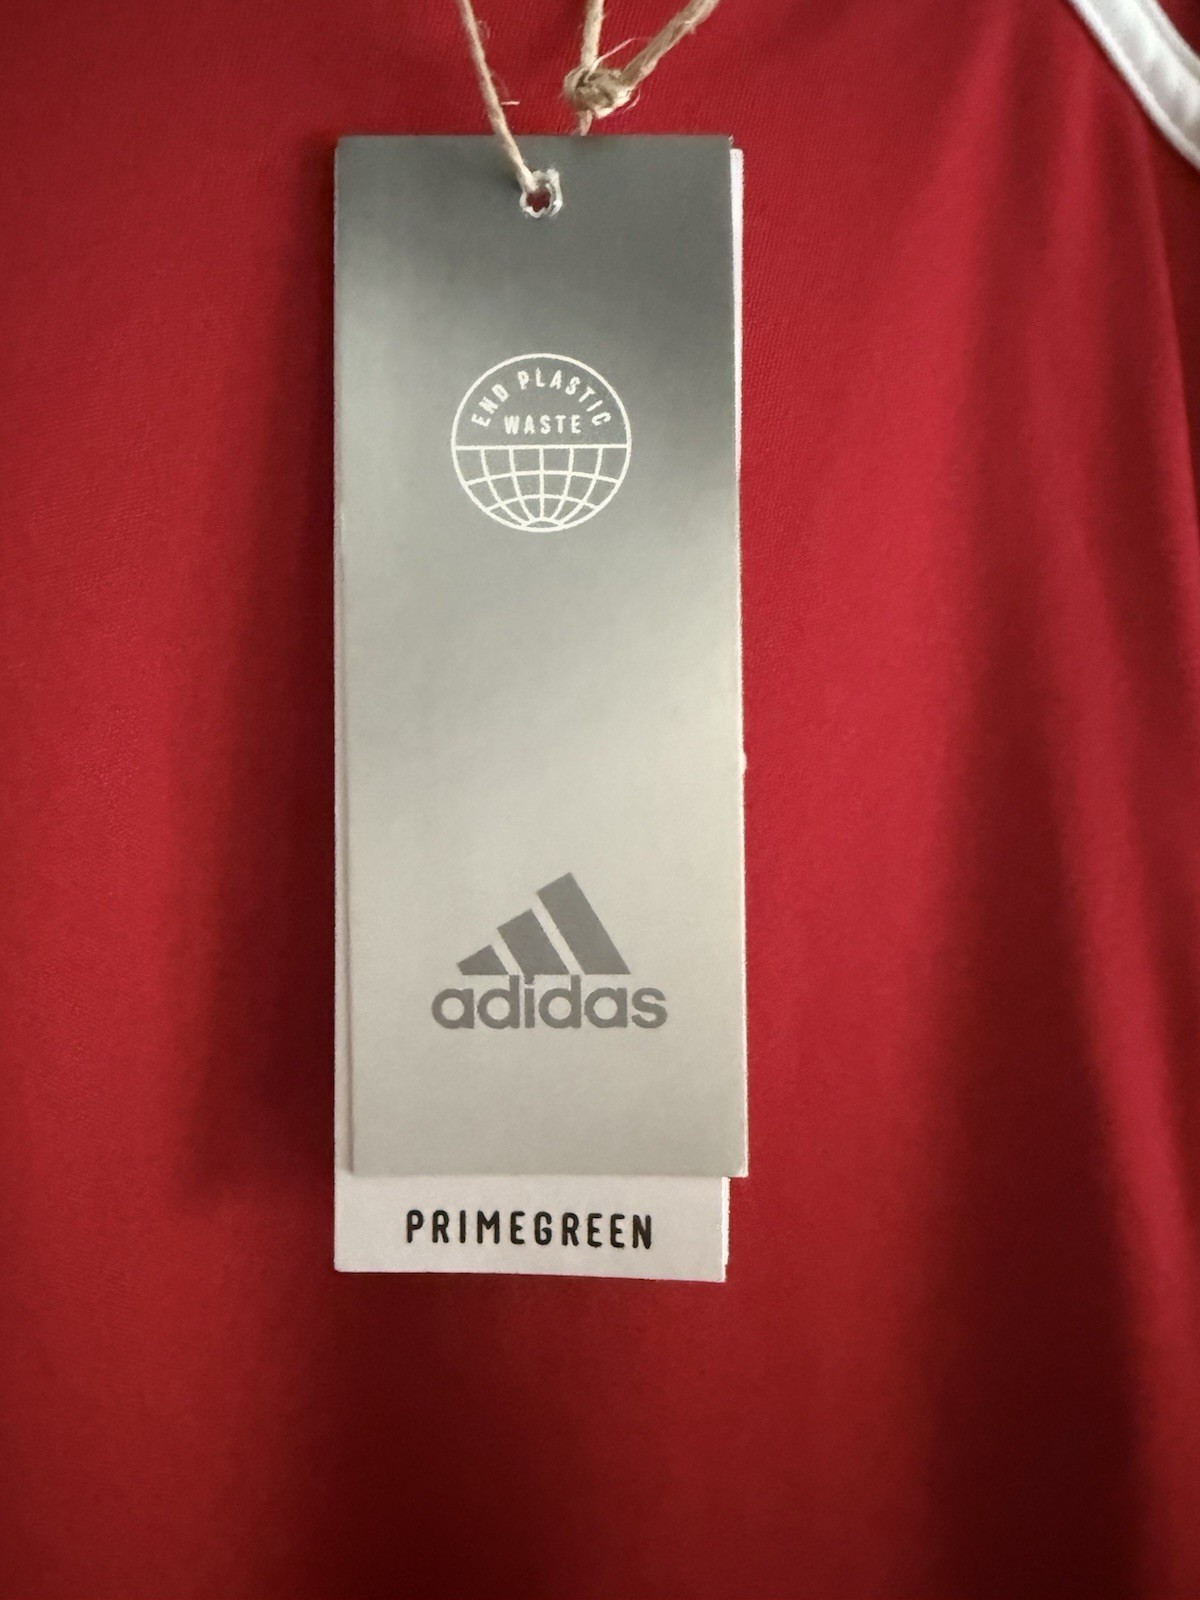 END PLASTIC
WASTE
adidas
PRIMEGREEN